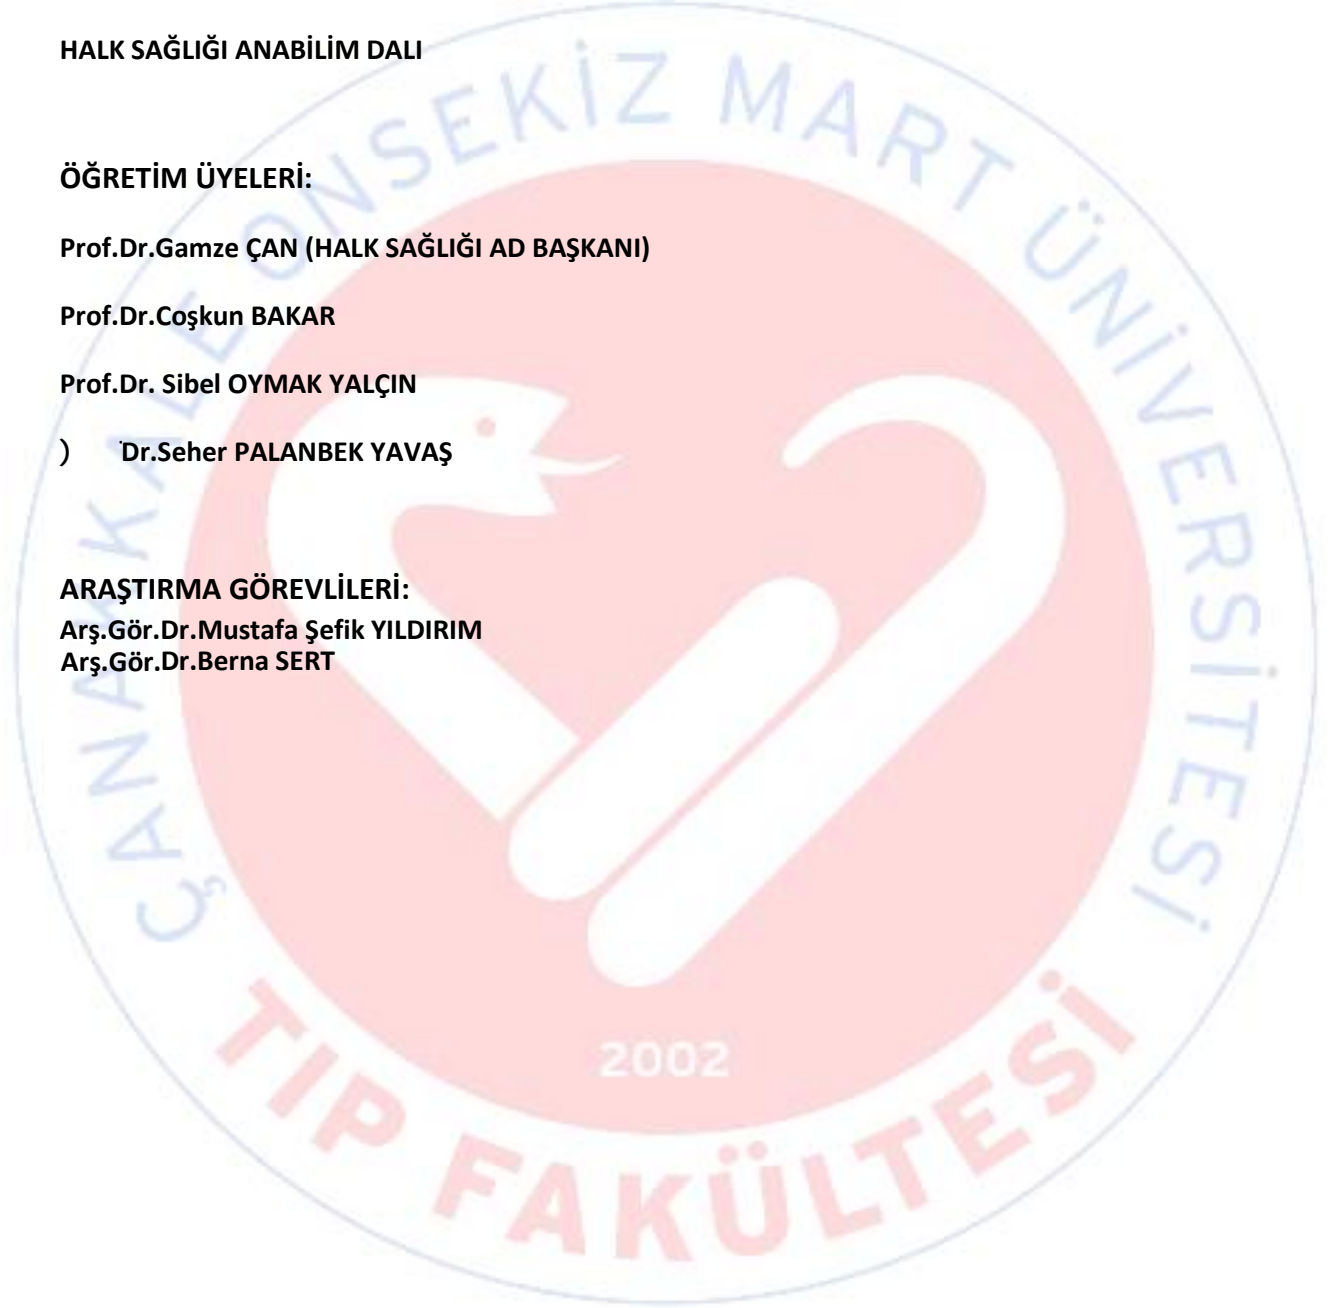 HALK SAĞLIĞI ANABİLİM DALI
ÖĞRETİM ÜYELERİ:
Prof.Dr.Gamze ÇAN (HALK SAĞLIĞI AD BAŞKANI)
Prof.Dr.Coşkun BAKAR
Prof.Dr. Sibel OYMAK YALÇIN
) Dr.Seher PALANBEK YAVAŞ
ARAŞTIRMA GÖREVLİLERİ:
Arş.Gör.Dr.Mustafa Şefik YILDIRIM
Arş.Gör.Dr.Berna SERT
ÇANAKKALE ONSEKİZ MART ÜNİVERSİTESİ
2002
TIP FAKÜLTESİ